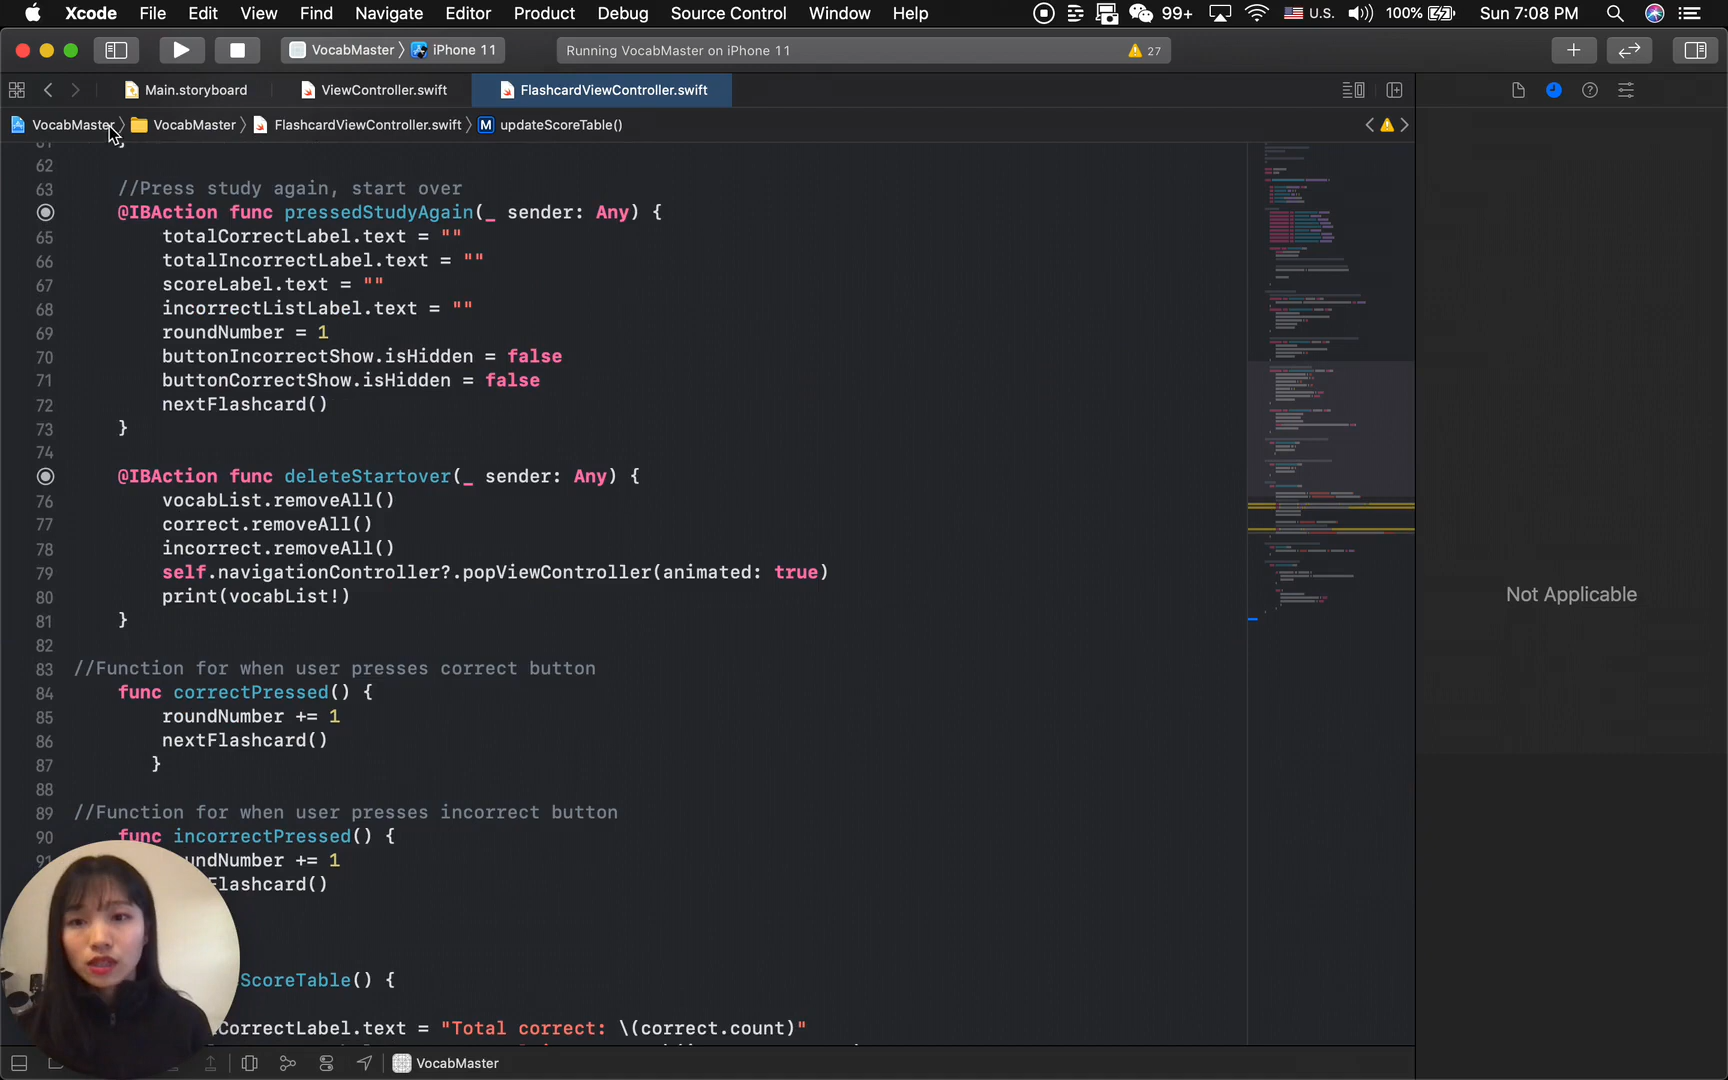 Xcode File Edit View Find Navigate Editor Product Debug Source Control Window Help 99+ U.S. 100% Sun 7:08 PM
VocabMaster iPhone 11 Running VocabMaster on iPhone 11 27
Main.storyboard ViewController.swift FlashcardViewController.swift
VocabMaster VocabMaster FlashcardViewController.swift M updateScoreTable()
61 }
62
63 //Press study again, start over
@IBAction func pressedStudyAgain(_ sender: Any) {
65 totalCorrectLabel.text = ""
66 totalIncorrectLabel.text = ""
67 scoreLabel.text = ""
68 incorrectListLabel.text = ""
69 roundNumber = 1
70 buttonIncorrectShow.isHidden = false
71 buttonCorrectShow.isHidden = false
72 nextFlashcard()
73 }
74
@IBAction func deleteStartover(_ sender: Any) {
76 vocabList.removeAll()
77 correct.removeAll()
78 incorrect.removeAll()
79 self.navigationController?.popViewController(animated: true)
80 print(vocabList!)
81 }
82
83 //Function for when user presses correct button
84 func correctPressed() {
85 roundNumber += 1
86 nextFlashcard()
87 }
88
89 //Function for when user presses incorrect button
90 func incorrectPressed() {
91 oundNumber += 1
Flashcard()
ScoreTable() {
CorrectLabel.text = "Total correct: \(correct.count)"
VocabMaster
Not Applicable